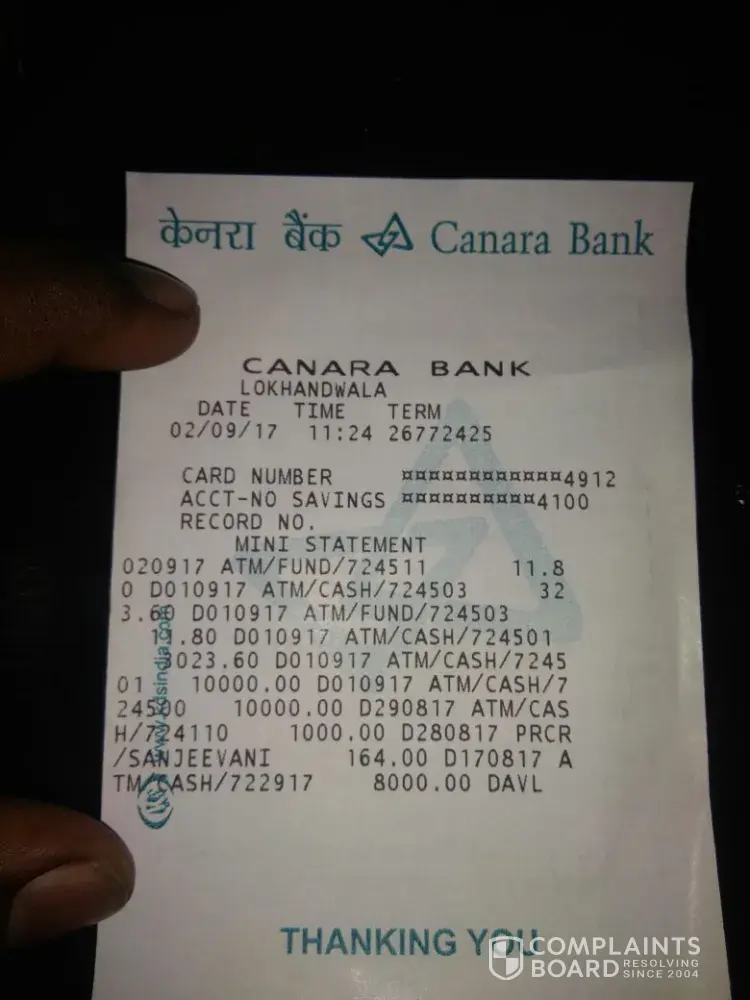 केनरा बैंक Canara Bank
CANARA BANK
LOKHANDWALA
DATE TIME TERM
02/09/17 11:24 26772425
CARD NUMBER ¤¤¤¤¤¤¤¤¤¤¤¤4912
ACCT-NO SAVINGS ¤¤¤¤¤¤¤¤¤¤4100
RECORD NO.
MINI STATEMENT
020917 ATM/FUND/724511 11.8
0 D010917 ATM/CASH/724503 32
3.60 D010917 ATM/FUND/724503
11.80 D010917 ATM/CASH/724501
3023.60 D010917 ATM/CASH/7245
01 10000.00 D010917 ATM/CASH/7
24500 10000.00 D290817 ATM/CAS
H/724110 1000.00 D280817 PRCR
/SANJEEVANI 164.00 D170817 A
TM/CASH/722917 8000.00 DAVL
THANKING YOU
COMPLAINTS
BOARD RESOLVING
SINCE 2004